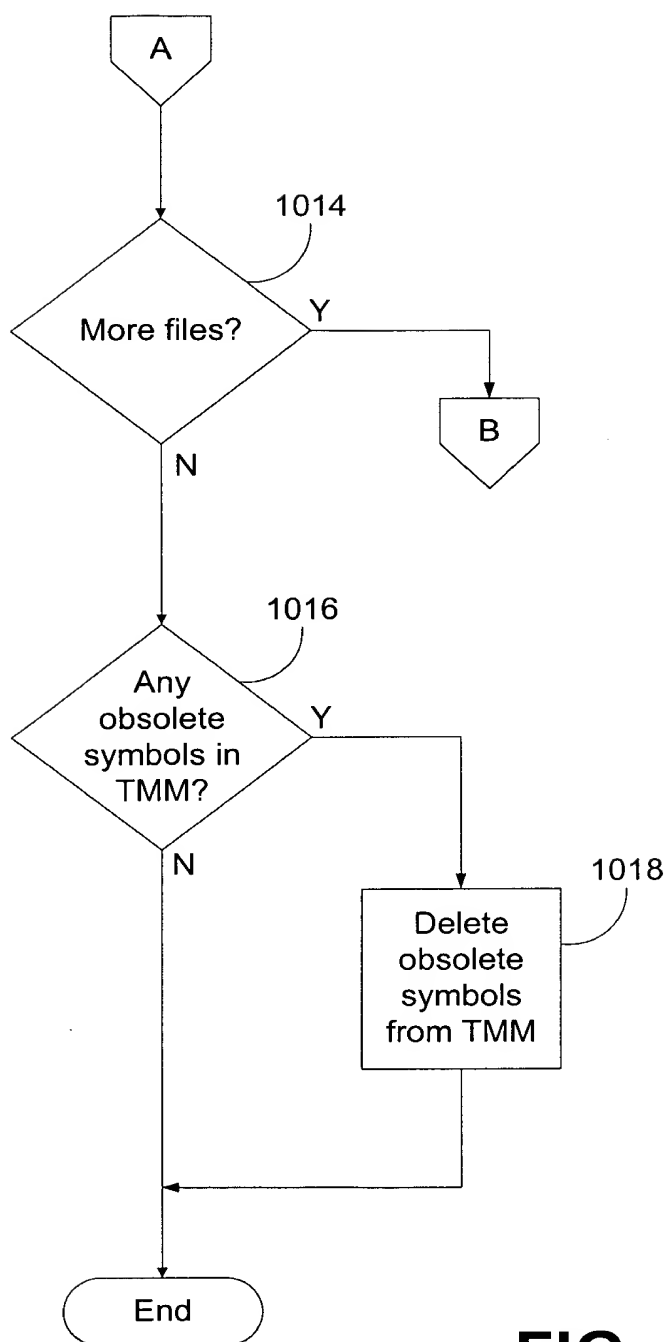 A
1014
More files?
Y
B
N
1016
Any
obsolete
symbols in
TMM?
Y
N
1018
Delete
obsolete
symbols
from TMM
End
FIG